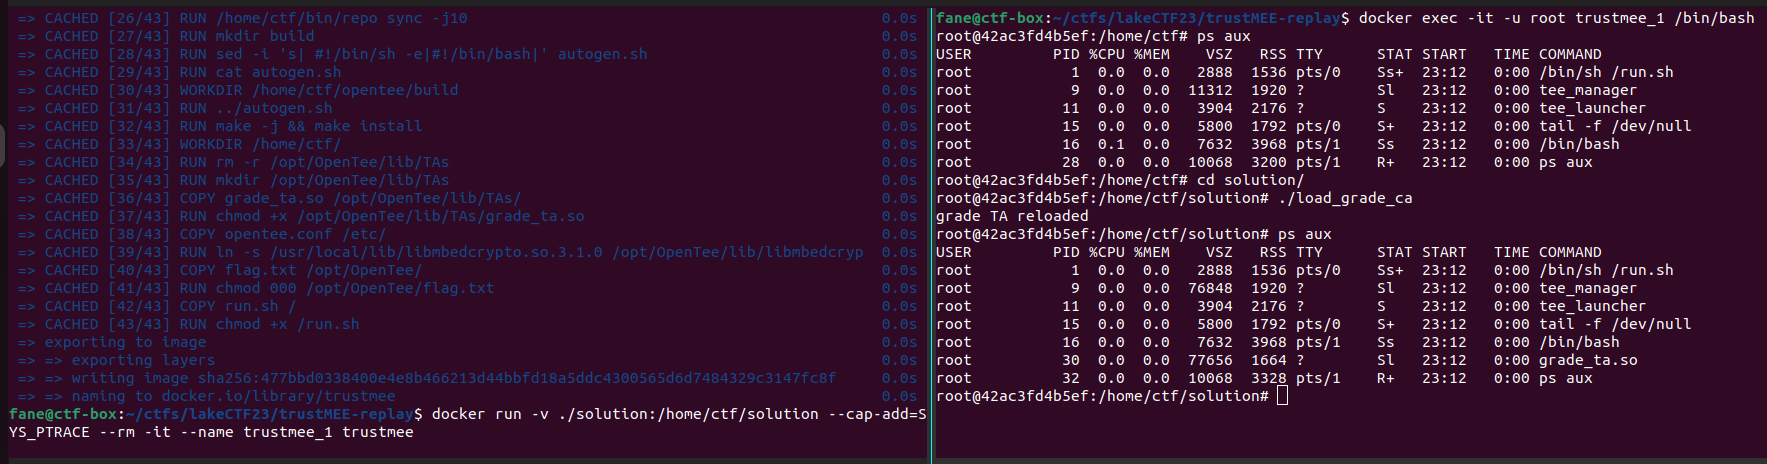 => CACHED [26/43] RUN /home/ctf/bin/repo sync -j10 0.0s
=> CACHED [27/43] RUN mkdir build 0.0s
=> CACHED [28/43] RUN sed -i 's| #!/bin/sh -e|#!/bin/bash|' autogen.sh 0.0s
=> CACHED [29/43] RUN cat autogen.sh 0.0s
=> CACHED [30/43] WORKDIR /home/ctf/opentee/build 0.0s
=> CACHED [31/43] RUN ../autogen.sh 0.0s
=> CACHED [32/43] RUN make -j && make install 0.0s
=> CACHED [33/43] WORKDIR /home/ctf/ 0.0s
=> CACHED [34/43] RUN rm -r /opt/OpenTee/lib/TAs 0.0s
=> CACHED [35/43] RUN mkdir /opt/OpenTee/lib/TAs 0.0s
=> CACHED [36/43] COPY grade_ta.so /opt/OpenTee/lib/TAs/ 0.0s
=> CACHED [37/43] RUN chmod +x /opt/OpenTee/lib/TAs/grade_ta.so 0.0s
=> CACHED [38/43] COPY opentee.conf /etc/ 0.0s
=> CACHED [39/43] RUN ln -s /usr/local/lib/libmbedcrypto.so.3.1.0 /opt/OpenTee/lib/libmbedcryp 0.0s
=> CACHED [40/43] COPY flag.txt /opt/OpenTee/ 0.0s
=> CACHED [41/43] RUN chmod 000 /opt/OpenTee/flag.txt 0.0s
=> CACHED [42/43] COPY run.sh / 0.0s
=> CACHED [43/43] RUN chmod +x /run.sh 0.0s
=> exporting to image 0.0s
=> => exporting layers 0.0s
=> => writing image sha256:477bbd0338400e4e8b466213d44bbfd18a5ddc4300565d6d7484329c3147fc8f 0.0s
=> => naming to docker.io/library/trustmee 0.0s
fane@ctf-box:~/ctfs/lakeCTF23/trustMEE-replay$ docker run -v ./solution:/home/ctf/solution --cap-add=S
YS_PTRACE --rm -it --name trustmee_1 trustmee
fane@ctf-box:~/ctfs/lakeCTF23/trustMEE-replay$ docker exec -it -u root trustmee_1 /bin/bash
root@42ac3fd4b5ef:/home/ctf# ps aux
USER PID %CPU %MEM VSZ RSS TTY STAT START TIME COMMAND
root 1 0.0 0.0 2888 1536 pts/0 Ss+ 23:12 0:00 /bin/sh /run.sh
root 9 0.0 0.0 11312 1920 ? Sl 23:12 0:00 tee_manager
root 11 0.0 0.0 3904 2176 ? S 23:12 0:00 tee_launcher
root 15 0.0 0.0 5800 1792 pts/0 S+ 23:12 0:00 tail -f /dev/null
root 16 0.1 0.0 7632 3968 pts/1 Ss 23:12 0:00 /bin/bash
root 28 0.0 0.0 10068 3200 pts/1 R+ 23:12 0:00 ps aux
root@42ac3fd4b5ef:/home/ctf# cd solution/
root@42ac3fd4b5ef:/home/ctf/solution# ./load_grade_ca
grade TA reloaded
root@42ac3fd4b5ef:/home/ctf/solution# ps aux
USER PID %CPU %MEM VSZ RSS TTY STAT START TIME COMMAND
root 1 0.0 0.0 2888 1536 pts/0 Ss+ 23:12 0:00 /bin/sh /run.sh
root 9 0.0 0.0 76848 1920 ? Sl 23:12 0:00 tee_manager
root 11 0.0 0.0 3904 2176 ? S 23:12 0:00 tee_launcher
root 15 0.0 0.0 5800 1792 pts/0 S+ 23:12 0:00 tail -f /dev/null
root 16 0.0 0.0 7632 3968 pts/1 Ss 23:12 0:00 /bin/bash
root 30 0.0 0.0 77656 1664 ? Sl 23:12 0:00 grade_ta.so
root 32 0.0 0.0 10068 3328 pts/1 R+ 23:12 0:00 ps aux
root@42ac3fd4b5ef:/home/ctf/solution#